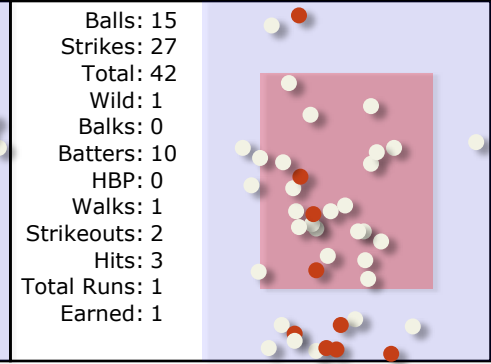 Balls: 15
Strikes: 27
Total: 42
Wild: 1
Balks: 0
Batters: 10
HBP: 0
Walks: 1
Strikeouts: 2
Hits: 3
Total Runs: 1
Earned: 1